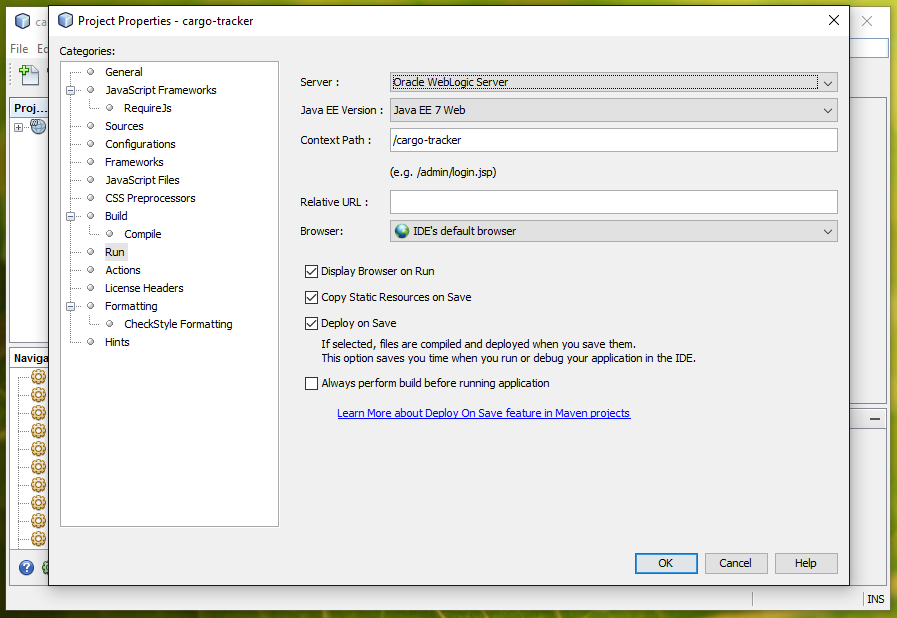 ca
Project Properties - cargo-tracker
File Ed
Categories:
General
JavaScript Frameworks
RequireJs
Sources
Configurations
Frameworks
JavaScript Files
CSS Preprocessors
Build
Compile
Run
Actions
License Headers
Formatting
CheckStyle Formatting
Hints
Server :
Oracle WebLogic Server
Java EE Version :
Java EE 7 Web
Context Path :
/cargo-tracker
(e.g. /admin/login.jsp)
Relative URL :
Browser:
IDE's default browser
Display Browser on Run
Copy Static Resources on Save
Deploy on Save
If selected, files are compiled and deployed when you save them.
This option saves you time when you run or debug your application in the IDE.
Always perform build before running application
Learn More about Deploy On Save feature in Maven projects
OK
Cancel
Help
Proj...
Naviga
INS